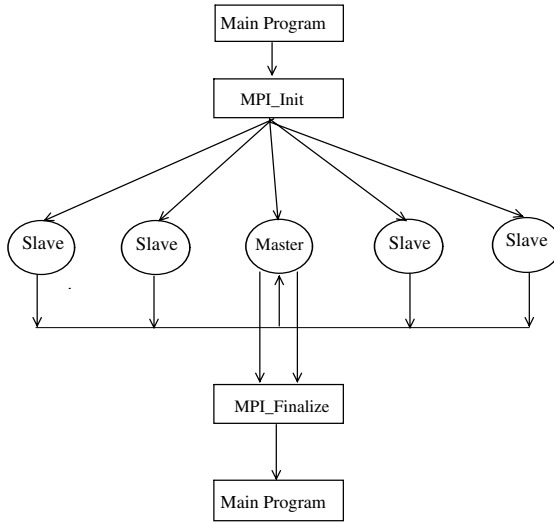 Main Program
MPI_Init
Slave
Slave
Master
Slave
Slave
MPI_Finalize
Main Program